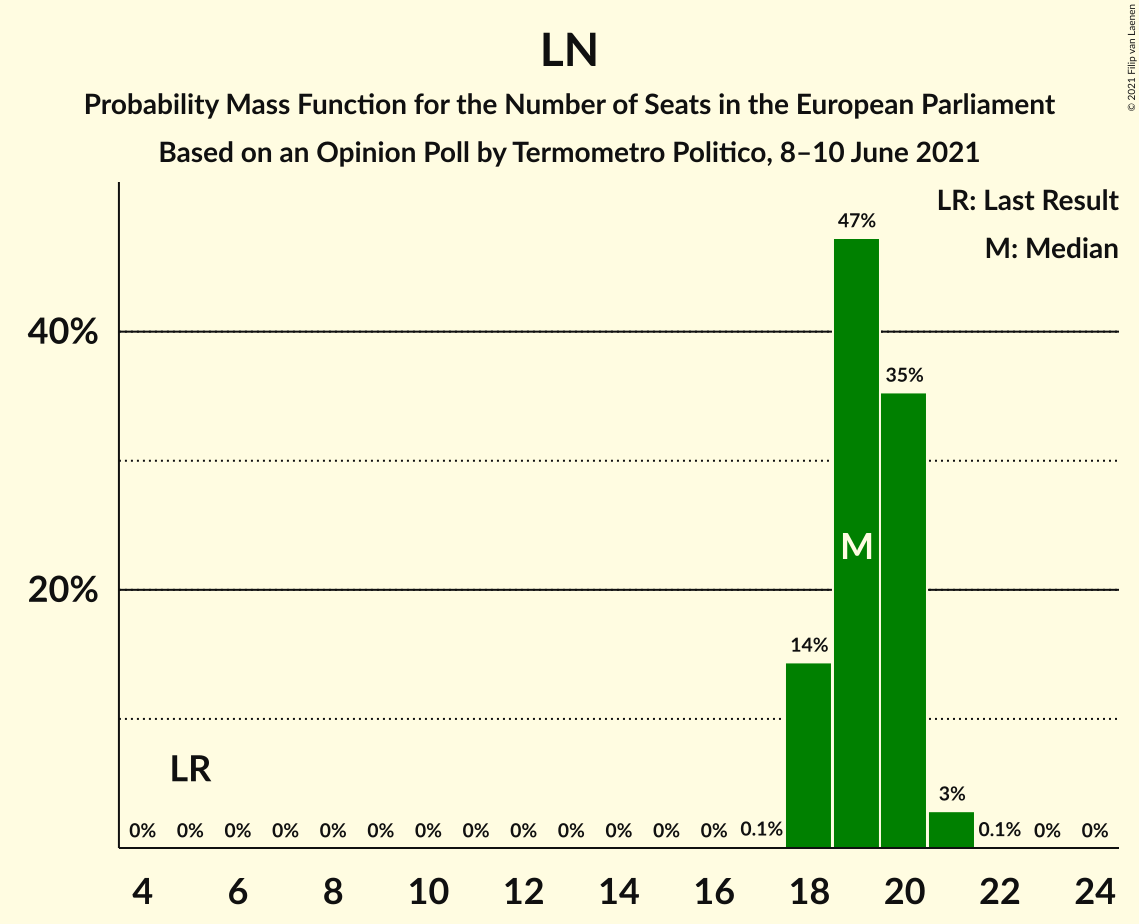 LN
Probability Mass Function for the Number of Seats in the European Parliament
Based on an Opinion Poll by Termometro Politico, 8–10 June 2021
© 2021 Filip van Laenen
LR: Last Result
M: Median
47%
40%
35%
M
20%
14%
LR
3%
0% 0% 0% 0% 0% 0% 0% 0% 0% 0% 0% 0% 0% 0.1% 0.1% 0% 0%
4 6 8 10 12 14 16 18 20 22 24